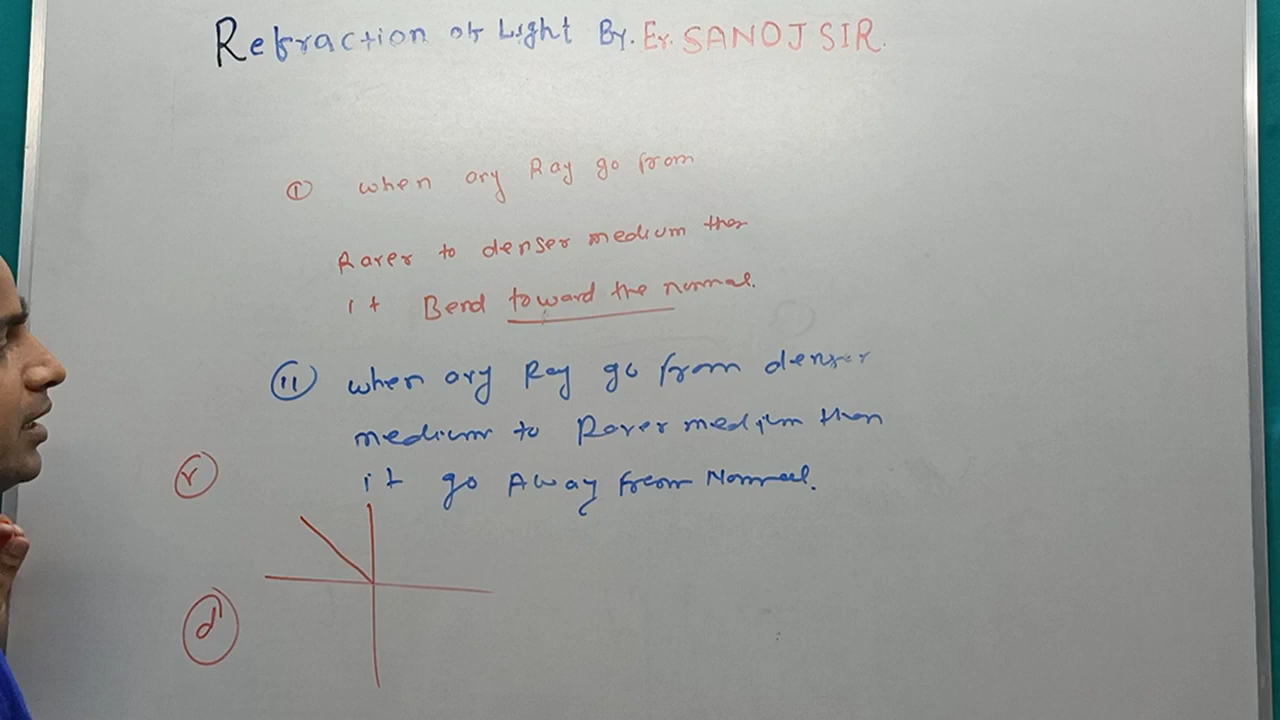 Refraction of Light By. Er. SANOJ SIR.
① when any Ray go from
Rarer to denser medium then
it Bend toward the normal.
⑪ when any Ray go from denser
medium to Rarer medium then
it go Away from Normal.
r
d